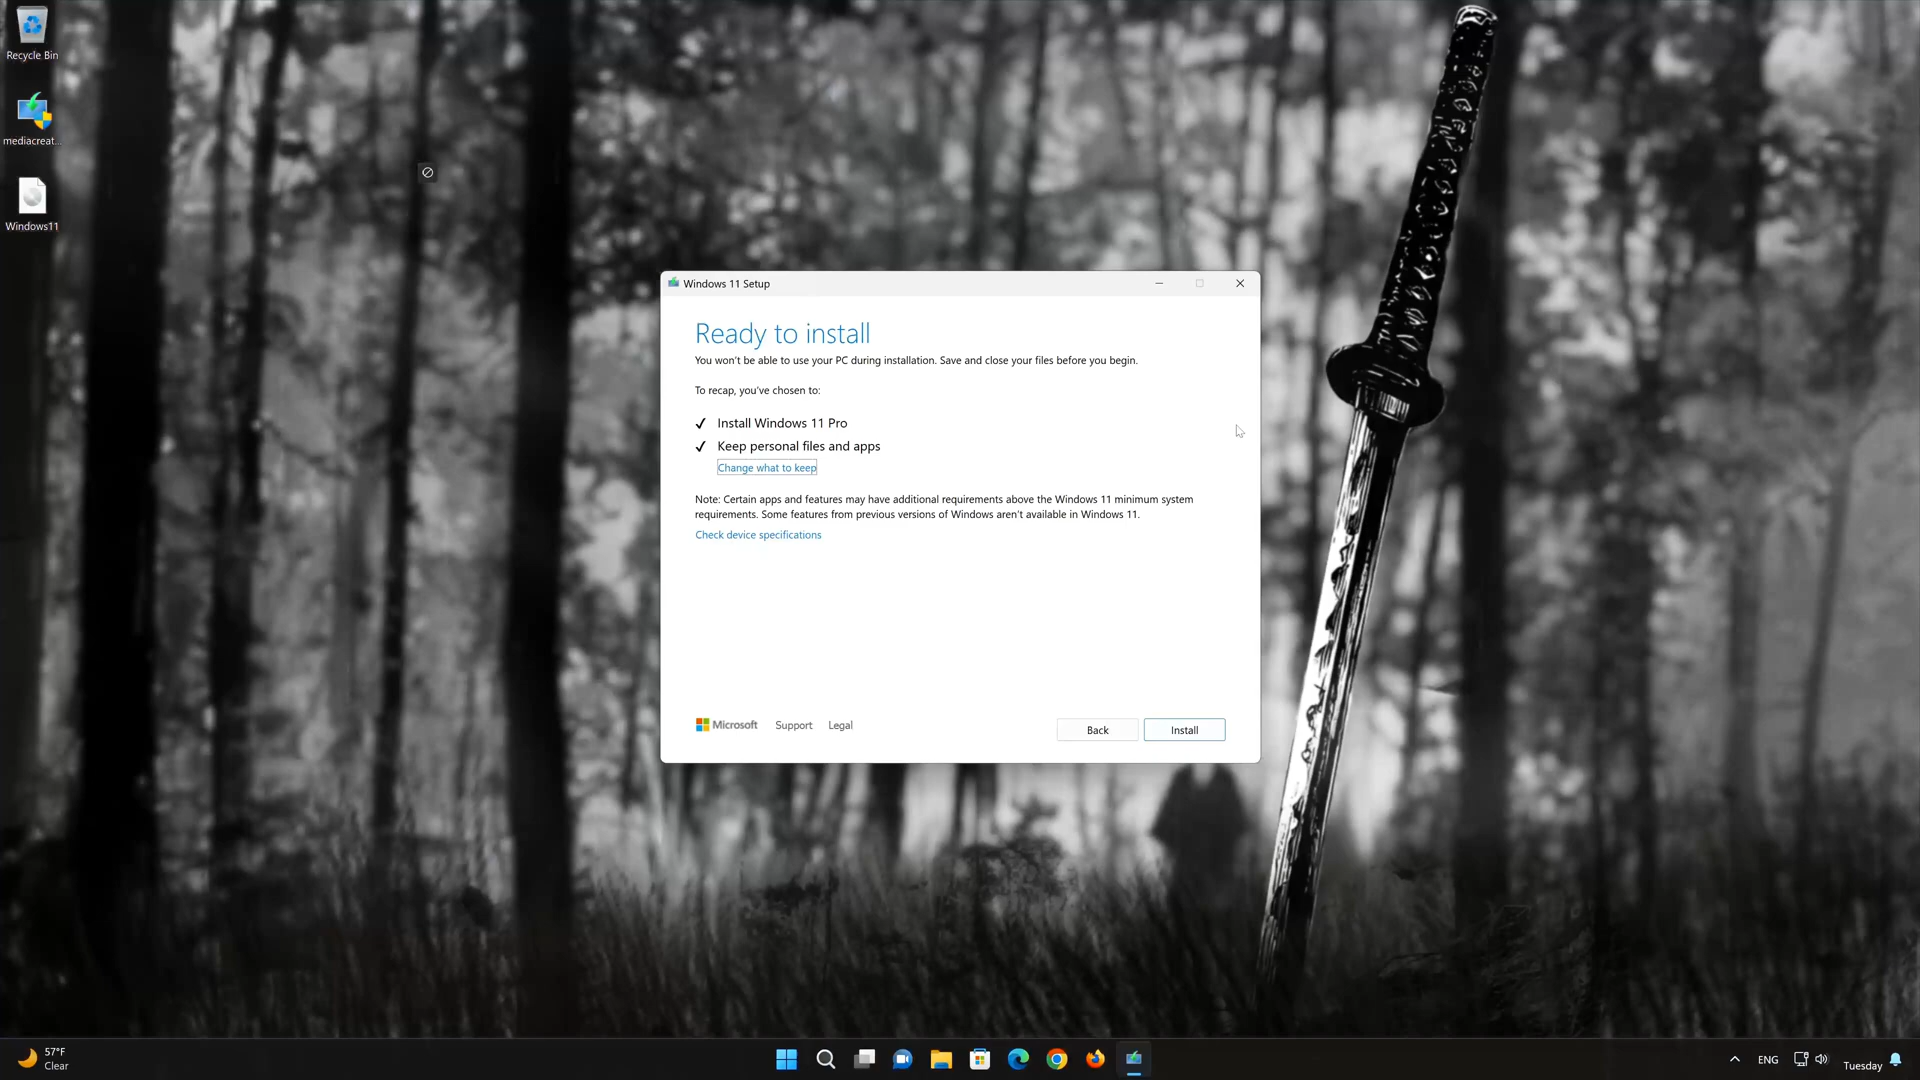 Recycle Bin
mediacreat...
Windows11
Windows 11 Setup
Ready to install
You won't be able to use your PC during installation. Save and close your files before you begin.
To recap, you've chosen to:
Install Windows 11 Pro
Keep personal files and apps
Change what to keep
Note: Certain apps and features may have additional requirements above the Windows 11 minimum system
requirements. Some features from previous versions of Windows aren't available in Windows 11.
Check device specifications
Microsoft Support Legal
Back Install
57°F
Clear
ENG
Tuesday